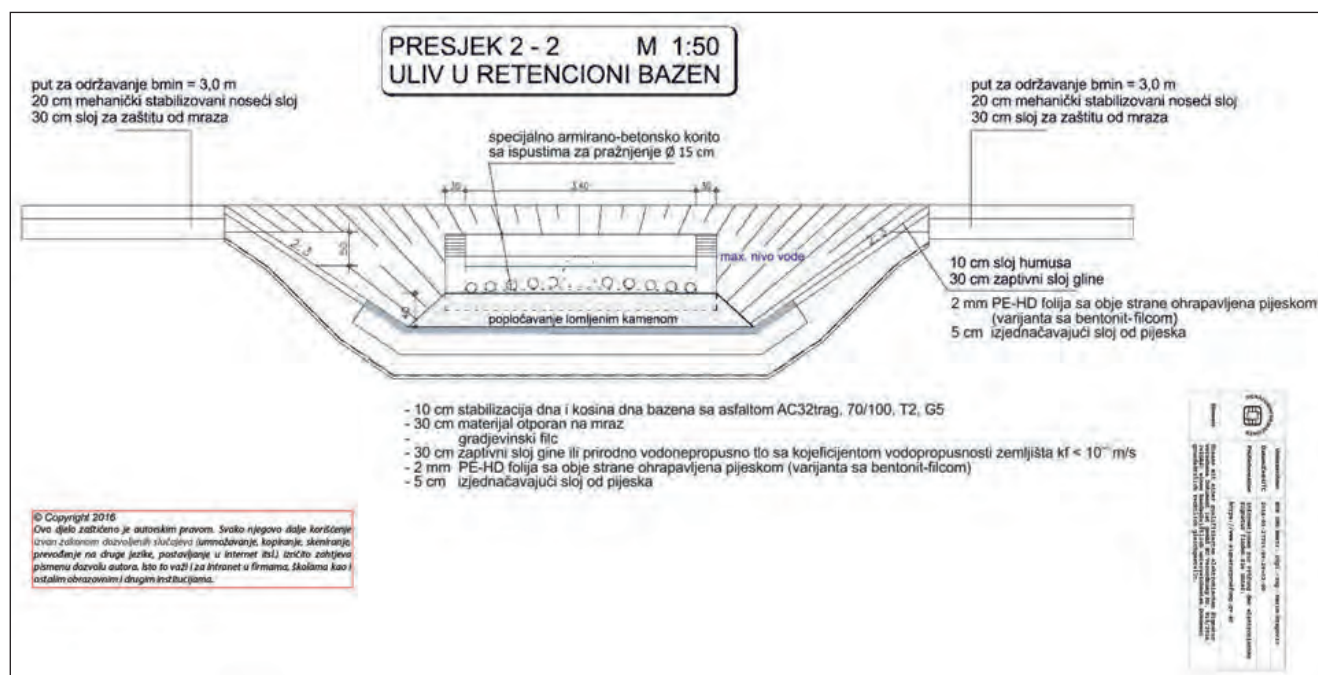 PRESJEK 2 - 2 M 1:50
ULIV U RETENCIONI BAZEN
put za održavanje bmin = 3,0 m
20 cm mehanički stabilizovani noseći sloj
30 cm sloj za zaštitu od mraza
put za održavanje bmin = 3,0 m
20 cm mehanički stabilizovani noseći sloj
30 cm sloj za zaštitu od mraza
specijalno armirano-betonsko korito
sa ispustima za pražnjenje Ø 15 cm
30 3.40 30
2:3
50
max. nivo vode
2:3
40
popločavanje lomljenim kamenom
10 cm sloj humusa
30 cm zaptivni sloj gline
2 mm PE-HD folija sa obje strane ohrapavljena pijeskom
(varijanta sa bentonit-filcom)
5 cm izjednačavajući sloj od pijeska
- 10 cm stabilizacija dna i kosina dna bazena sa asfaltom AC32trag, 70/100, T2, G5
- 30 cm materijal otporan na mraz
- gradjevinski filc
- 30 cm zaptivni sloj gine ili prirodno vodonepropusno tlo sa kojeficijentom vodopropusnosti zemljišta kf < 10 m/s
- 2 mm PE-HD folija sa obje strane ohrapavljena pijeskom (varijanta sa bentonit-filcom)
- 5 cm izjednačavajući sloj od pijeska
© Copyright 2016
Ovo djelo zaštićeno je autorskim pravom. Svako njegovo dalje korišćenje
izvan zakonom dozvoljenih slučajeva (umnožavanje, kopiranje, skeniranje,
prevođenje na druge jezike, postavljanje u internet itsl.) izričito zahtjeva
pismenu dozvolu autora. Isto to važi i za intranet u firmama, školama kao i
ostalim obrazovnim i drugim institucijama.